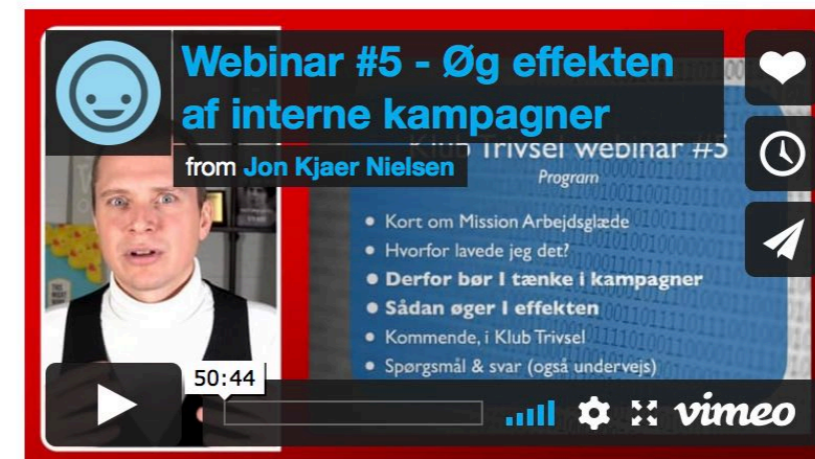 Webinar #5 - Øg effekten
af interne kampagner
from Jon Kjaer Nielsen
Klub Trivsel webinar #5
Program
• Kort om Mission Arbejdsglæde
• Hvorfor lavede jeg det?
• Derfor bør I tænke i kampagner
• Sådan øger I effekten
• Kommende, i Klub Trivsel
• Spørgsmål & svar (også undervejs)
50:44
vimeo